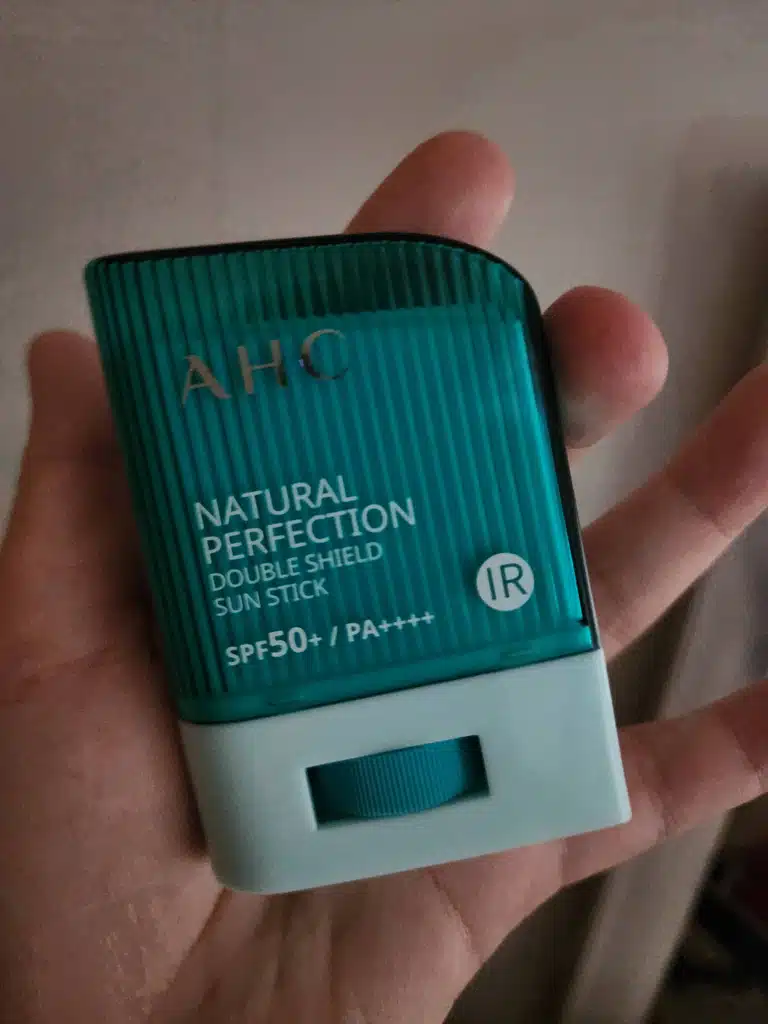 AHC
NATURAL
PERFECTION
DOUBLE SHIELD
SUN STICK
IR
SPF50+ / PA++++